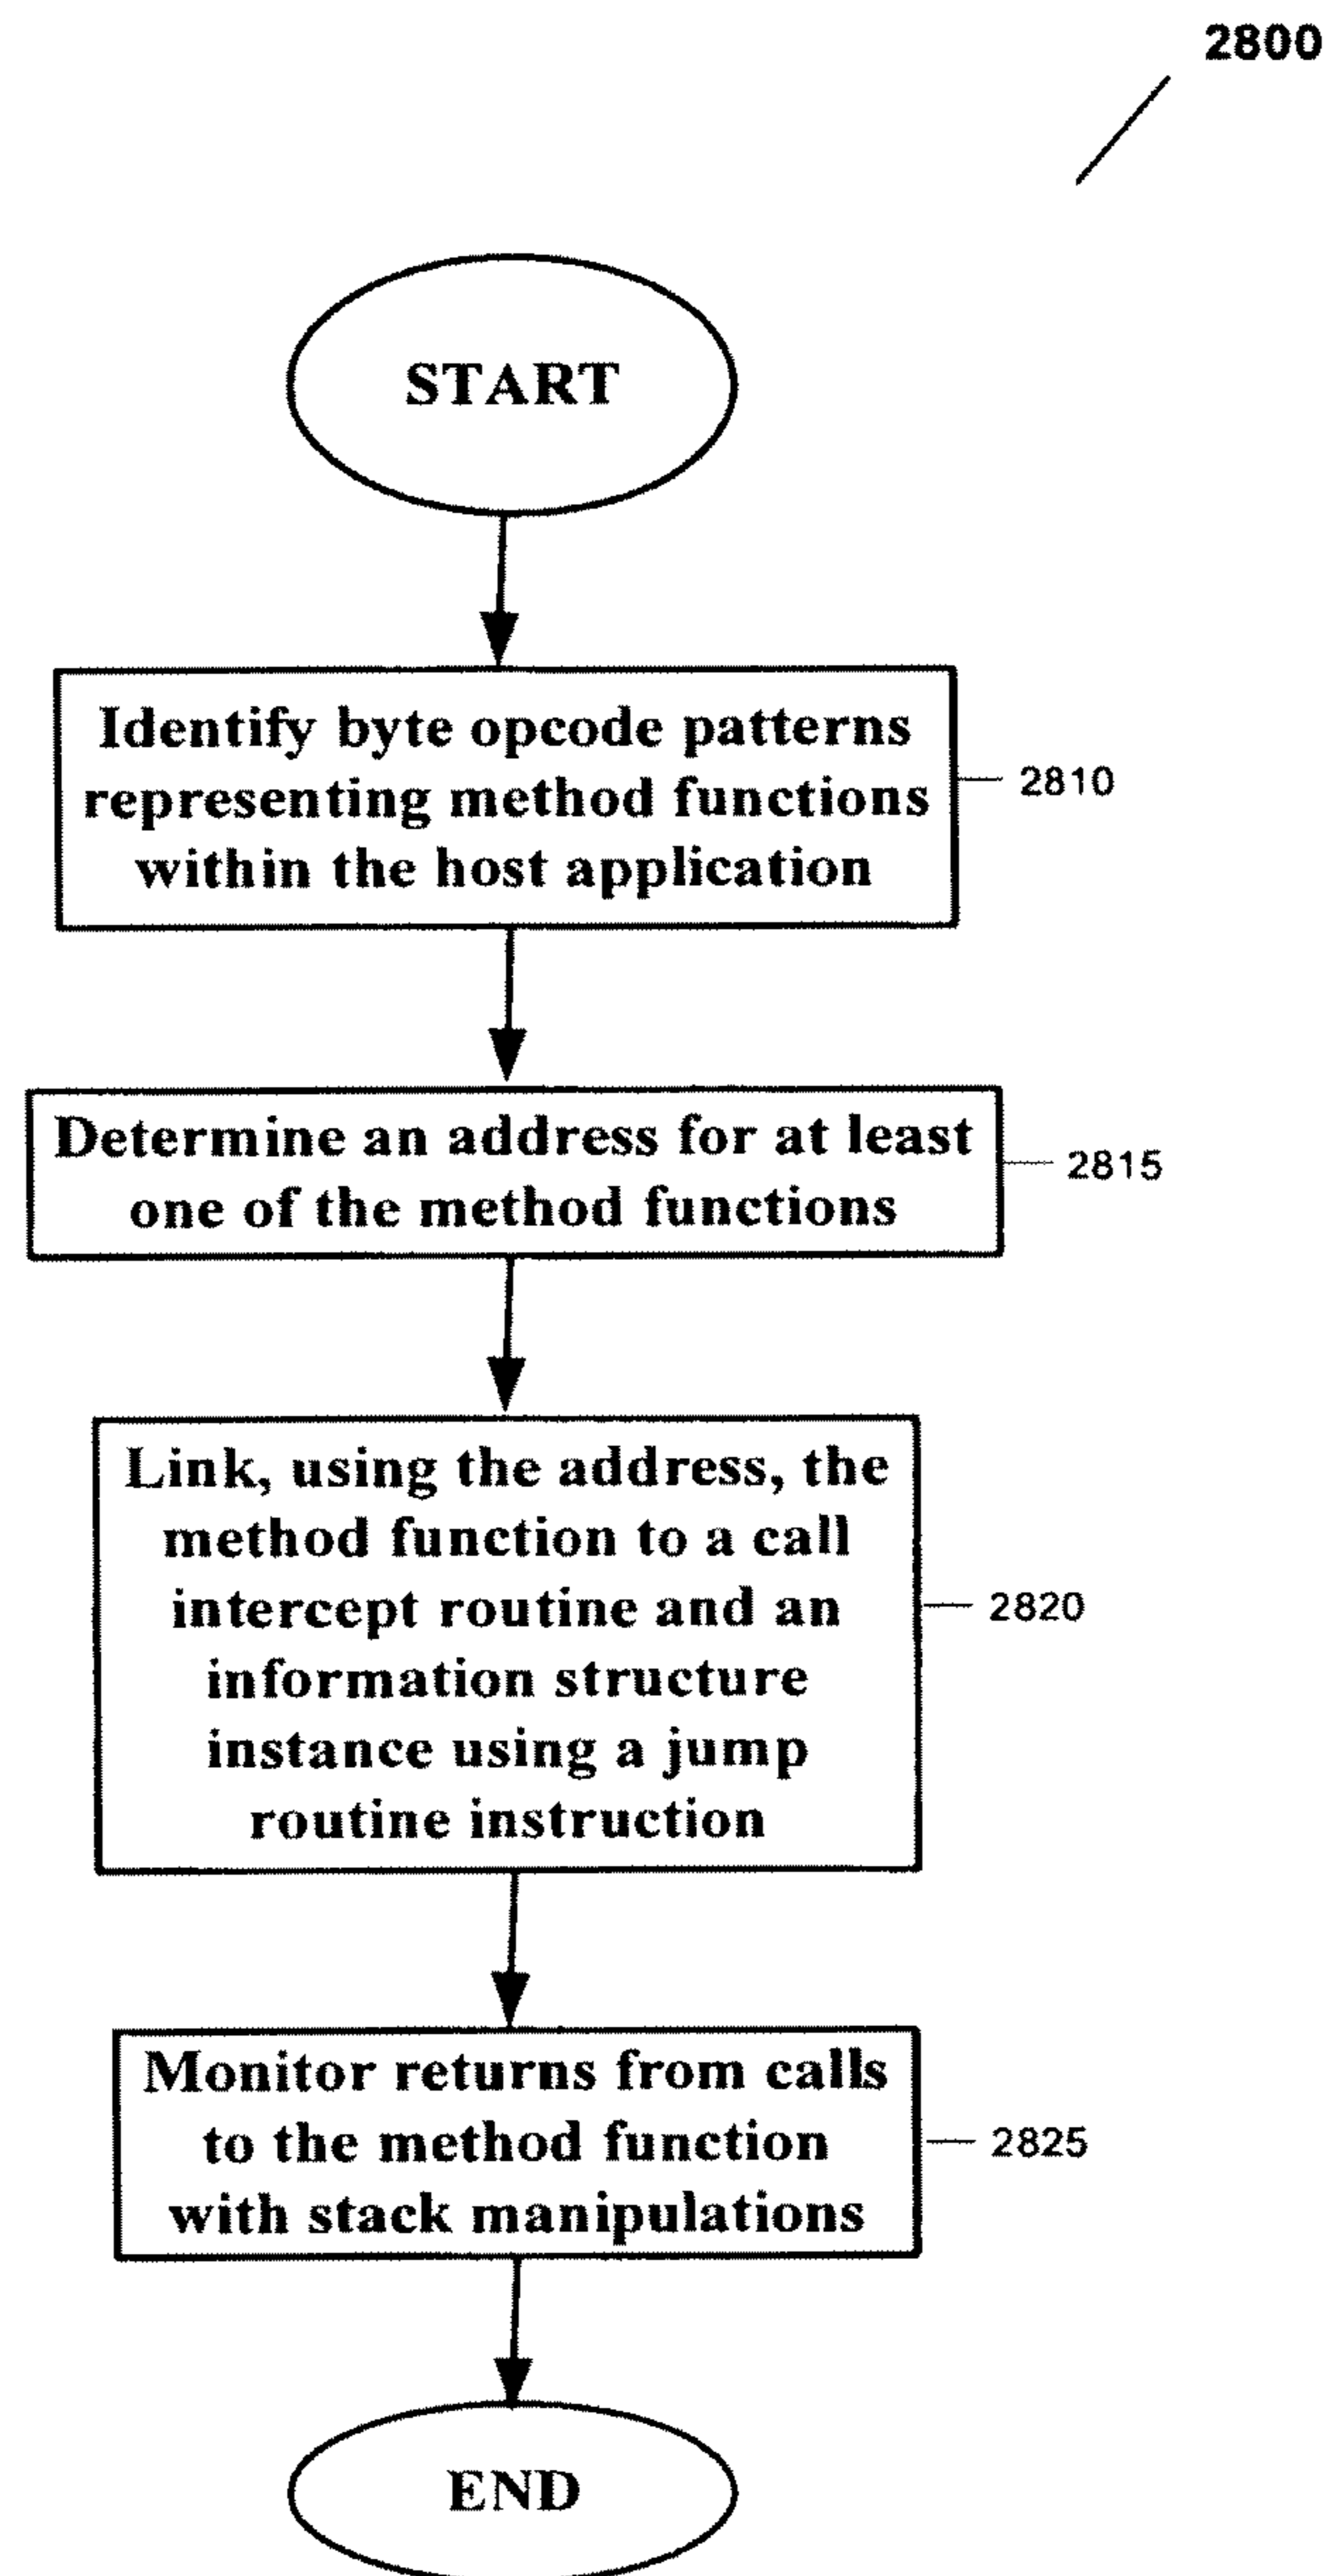 2800
START
Identify byte opcode patterns
representing method functions
within the host application
2810
Determine an address for at least
one of the method functions
2815
Link, using the address, the
method function to a call
intercept routine and an
information structure
instance using a jump
routine instruction
2820
Monitor returns from calls
to the method function
with stack manipulations
2825
END